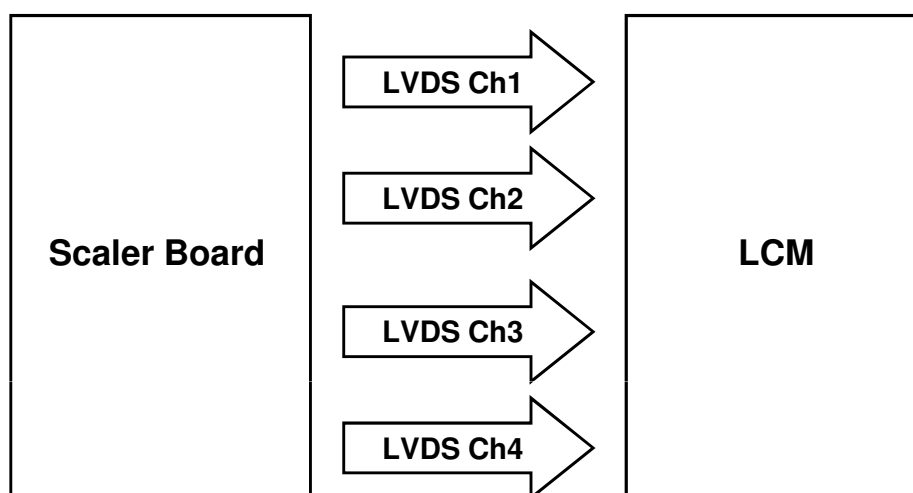 LVDS Ch1
LVDS Ch2
Scaler Board
LCM
LVDS Ch3
LVDS Ch4